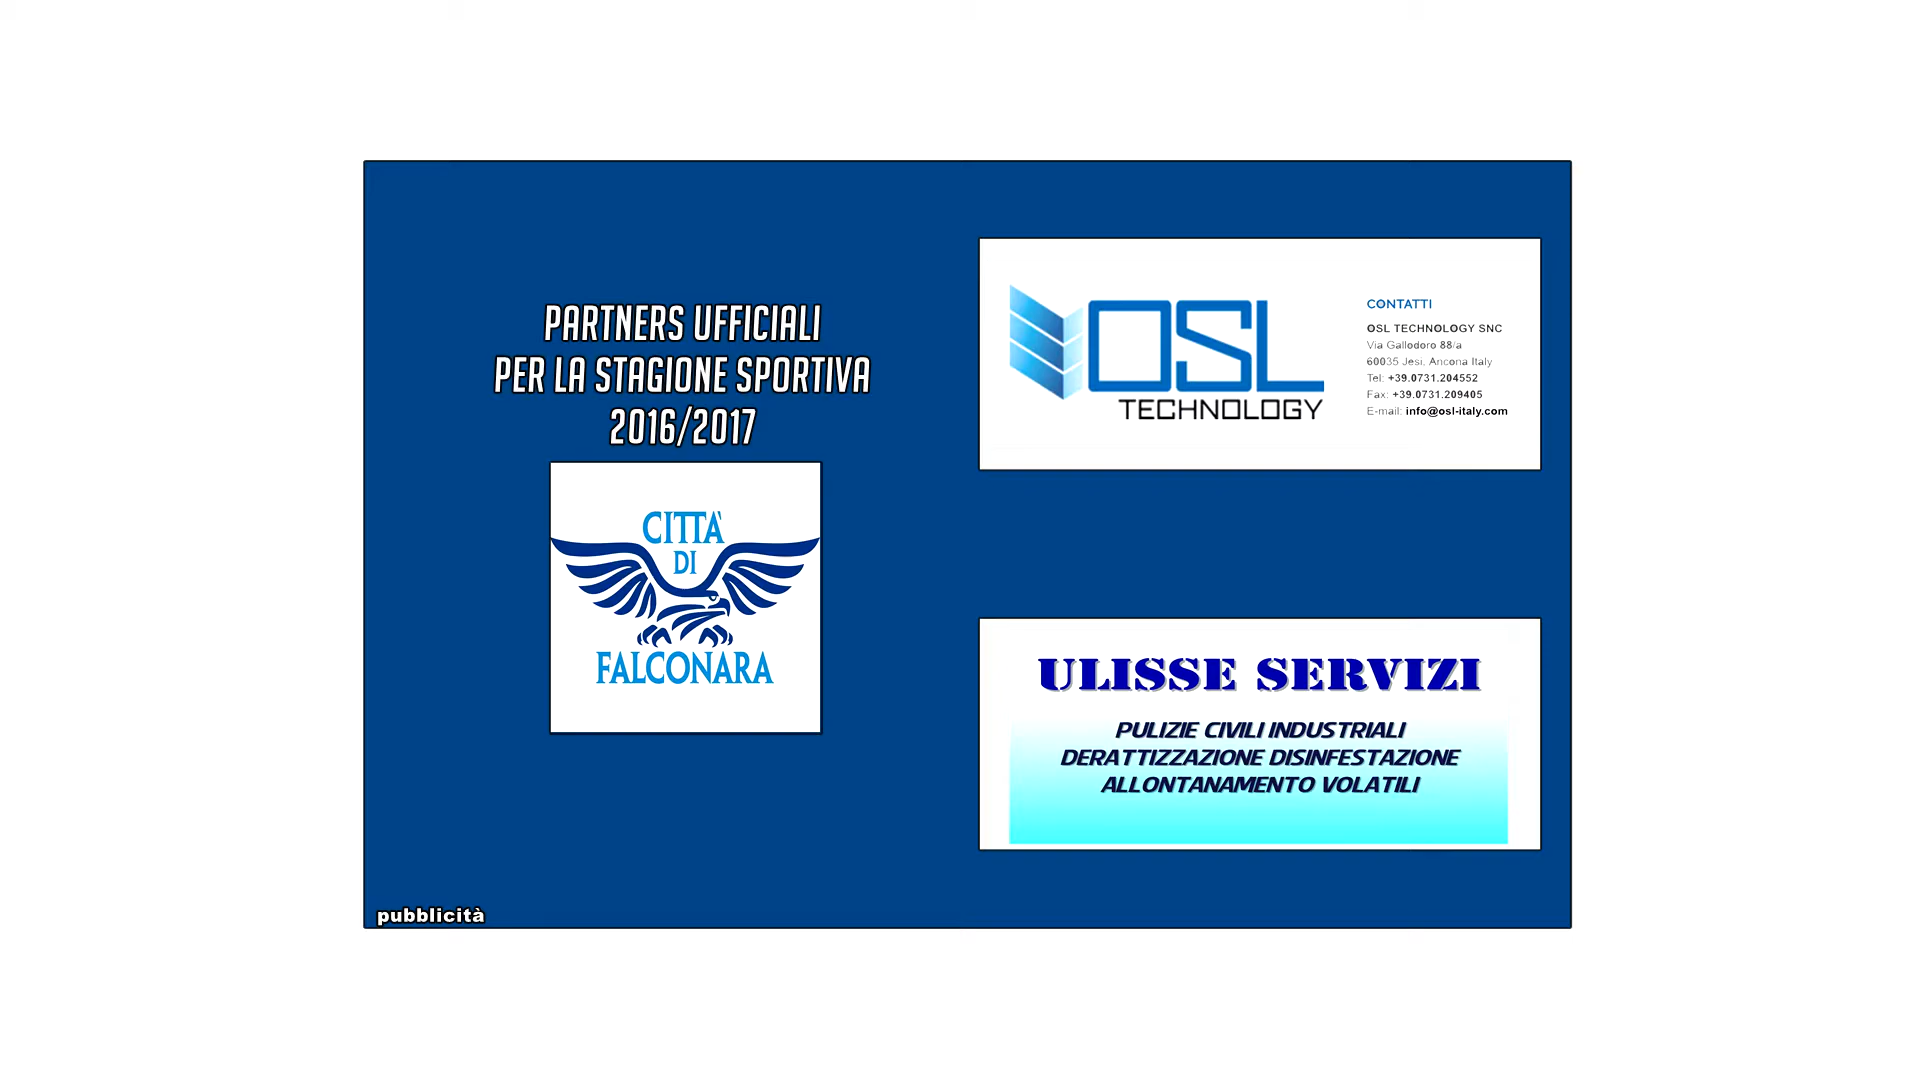 PARTNERS UFFICIALI
PER LA STAGIONE SPORTIVA
2016/2017
CITTÀ
DI
FALCONARA
OSL
TECHNOLOGY
CONTATTI
OSL TECHNOLOGY SNC
Via Gallodoro 88/a
60035 Jesi, Ancona Italy
Tel: +39.0731.204552
Fax: +39.0731.209405
E-mail: info@osl-italy.com
ULISSE SERVIZI
PULIZIE CIVILI INDUSTRIALI
DERATTIZZAZIONE DISINFESTAZIONE
ALLONTANAMENTO VOLATILI
pubblicità